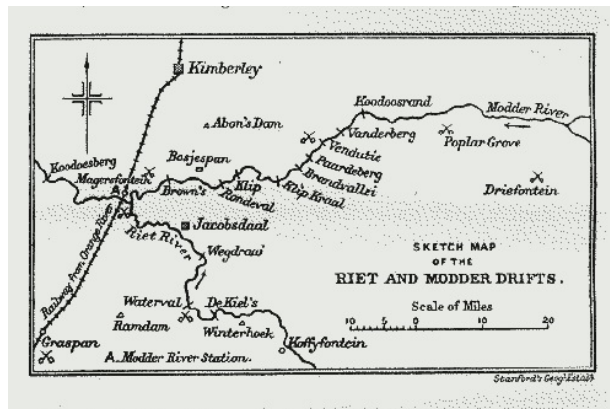 Kimberley
Koodoosrand
Modder River
Abon's Dam
Vanderberg
Vendutie
Poplar Grove
Koodoesberg
Bosjespan
Paardeberg
Magersfontein
Brandvallei
Brown's
Klip
Klip Kraal
Driefontein
Rondeval
A
Jacobsdaal
Riet River
Wegdraw
Railway from Orange River
SKETCH MAP
OF THE
RIET AND MODDER DRIFTS.
Waterval
De Kiel's
Scale of Miles
10 5 0 10 20
Ramdam
Winterhoek
Graspan
Koffyfontein
A. Modder River Station.
Stanford's Geog. Estabt.